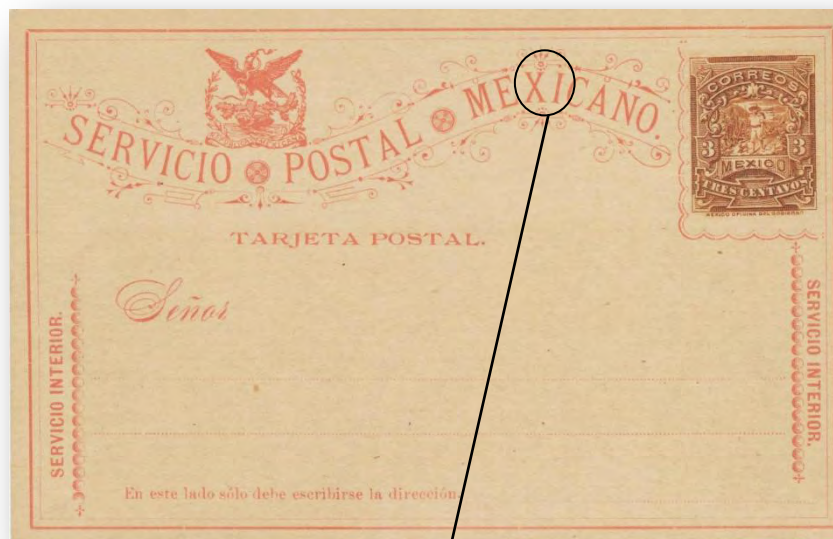 SERVICIO POSTAL MEXICANO.
CORREOS
3 3
MEXICO
TRES CENTAVOS
TARJETA POSTAL.
Señor
SERVICIO INTERIOR.
SERVICIO INTERIOR.
En este lado sólo debe escribirse la dirección.